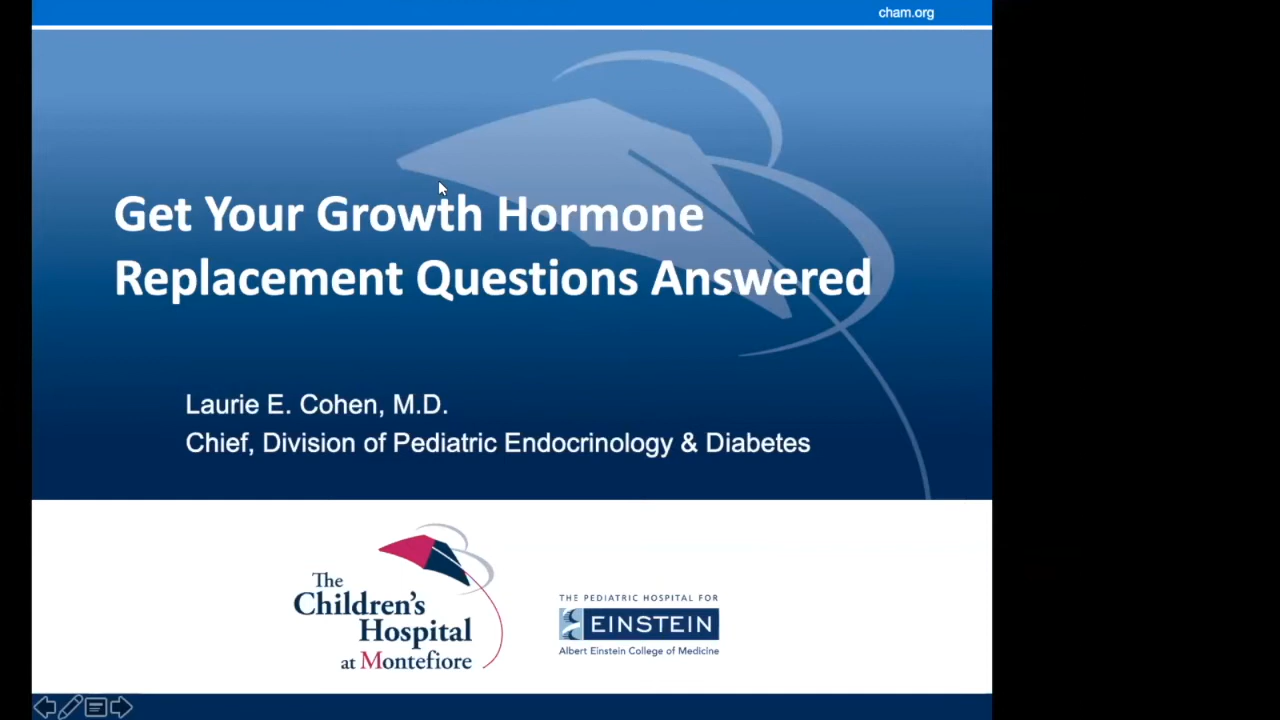 cham.org
Get Your Growth Hormone
Replacement Questions Answered
Laurie E. Cohen, M.D.
Chief, Division of Pediatric Endocrinology & Diabetes
The
Children's
Hospital
at Montefiore
THE PEDIATRIC HOSPITAL FOR
EINSTEIN
Albert Einstein College of Medicine